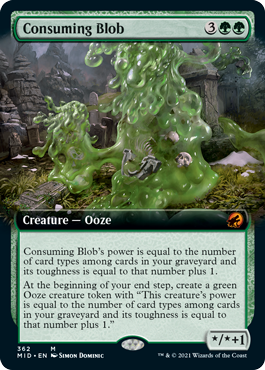 Consuming Blob 3
Creature — Ooze
Consuming Blob's power is equal to the number
of card types among cards in your graveyard and
its toughness is equal to that number plus 1.
At the beginning of your end step, create a green
Ooze creature token with "This creature's power
is equal to the number of card types among cards
in your graveyard and its toughness is equal to
that number plus 1."
*/*+1
362 M
MID • EN SIMON DOMINIC ™ & © 2021 Wizards of the Coast